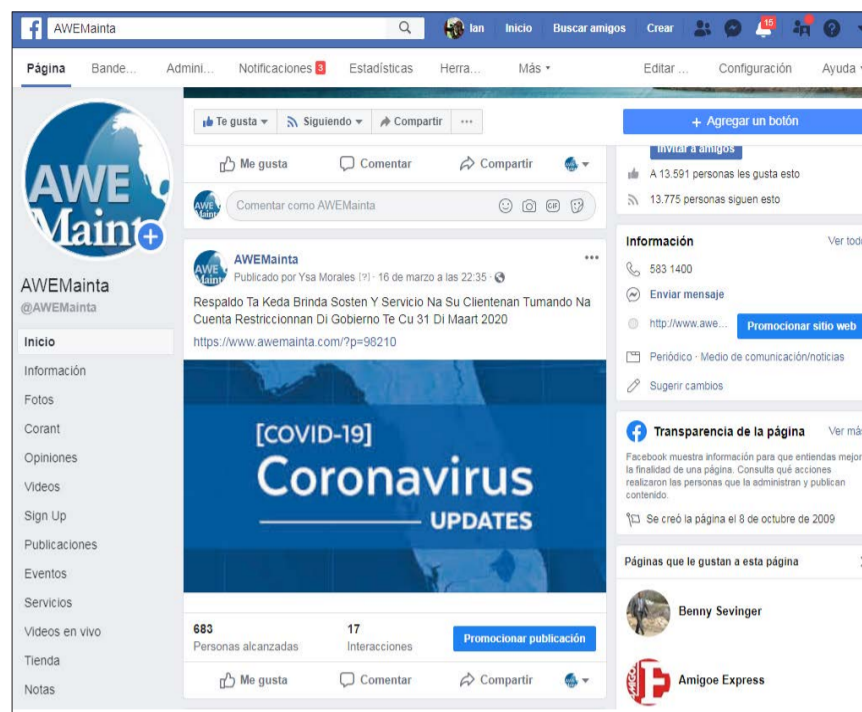 AWEMainta
Ian
Inicio
Buscar amigos
Crear
15
Página
Bande...
Admini...
Notificaciones 3
Estadísticas
Herra...
Más
Editar ...
Configuración
Ayuda
AWE
Mainta
AWEMainta
@AWEMainta
Inicio
Información
Fotos
Corant
Opiniones
Videos
Sign Up
Publicaciones
Eventos
Servicios
Videos en vivo
Tienda
Notas
Te gusta
Siguiendo
Compartir
...
Me gusta
Comentar
Compartir
Comentar como AWEMainta
GIF
AWEMainta
Publicado por Ysa Morales [?] · 16 de marzo a las 22:35 ·
Respaldo Ta Keda Brinda Sosten Y Servicio Na Su Clientenan Tumando Na
Cuenta Restriccionnan Di Gobierno Te Cu 31 Di Maart 2020
https://www.awemainta.com/?p=98210
[COVID-19]
Coronavirus
UPDATES
683
Personas alcanzadas
17
Interacciones
Promocionar publicación
Me gusta
Comentar
Compartir
+ Agregar un botón
Invitar a amigos
A 13.591 personas les gusta esto
13.775 personas siguen esto
Información
Ver todo
583 1400
Enviar mensaje
http://www.awe...
Promocionar sitio web
Periódico · Medio de comunicación/noticias
Sugerir cambios
Transparencia de la página
Ver más
Facebook muestra información para que entiendas mejor
la finalidad de una página. Consulta qué acciones
realizaron las personas que la administran y publican
contenido.
Se creó la página el 8 de octubre de 2009
Páginas que le gustan a esta página
Benny Sevinger
Amigoe Express